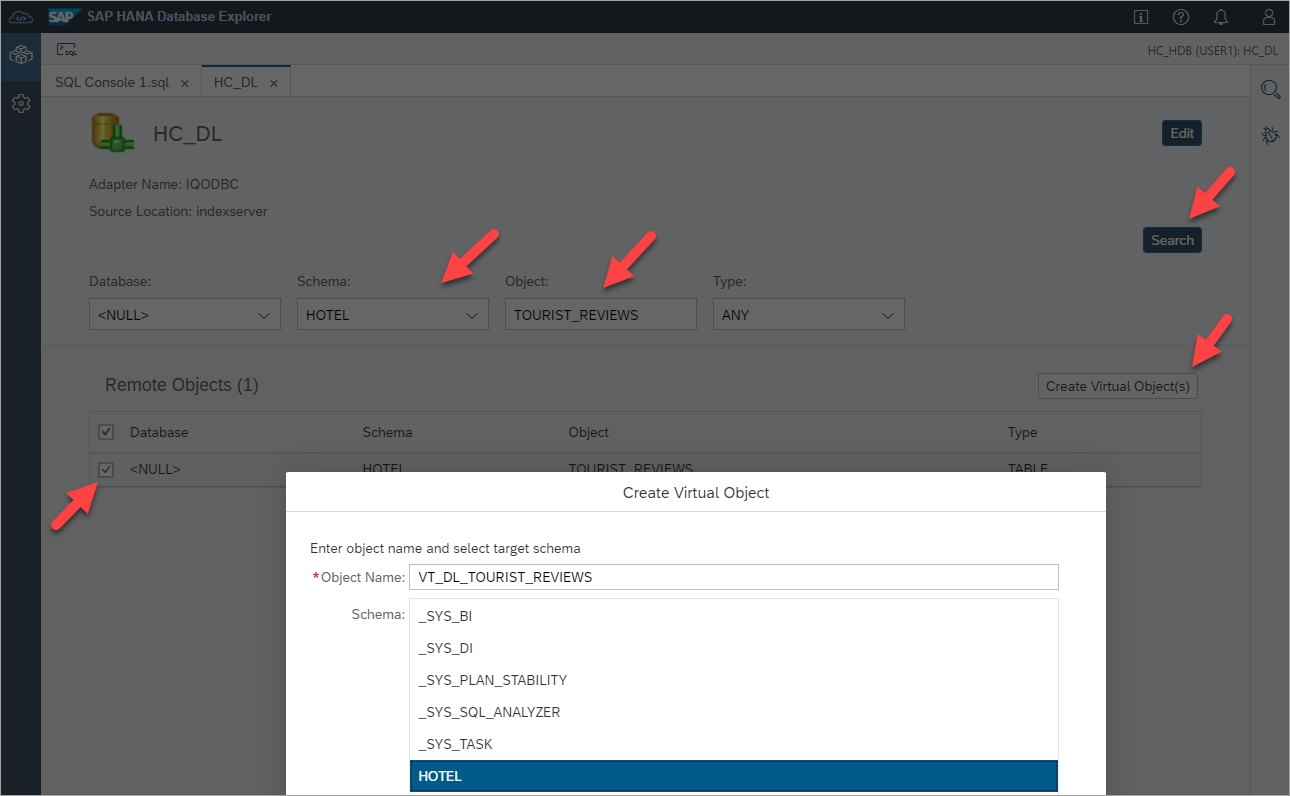 SAP SAP HANA Database Explorer
SQL
HC_HDB (USER1): HC_DL
SQL Console 1.sql × HC_DL ×
HC_DL
Edit
Adapter Name: IQODBC
Source Location: indexserver
Search
Database: Schema: Object: Type:
<NULL> HOTEL TOURIST_REVIEWS ANY
Remote Objects (1)
Create Virtual Object(s)
Database Schema Object Type
<NULL> HOTEL TOURIST_REVIEWS TABLE
Create Virtual Object
Enter object name and select target schema
*Object Name: VT_DL_TOURIST_REVIEWS
Schema: _SYS_BI
_SYS_DI
_SYS_PLAN_STABILITY
_SYS_SQL_ANALYZER
_SYS_TASK
HOTEL